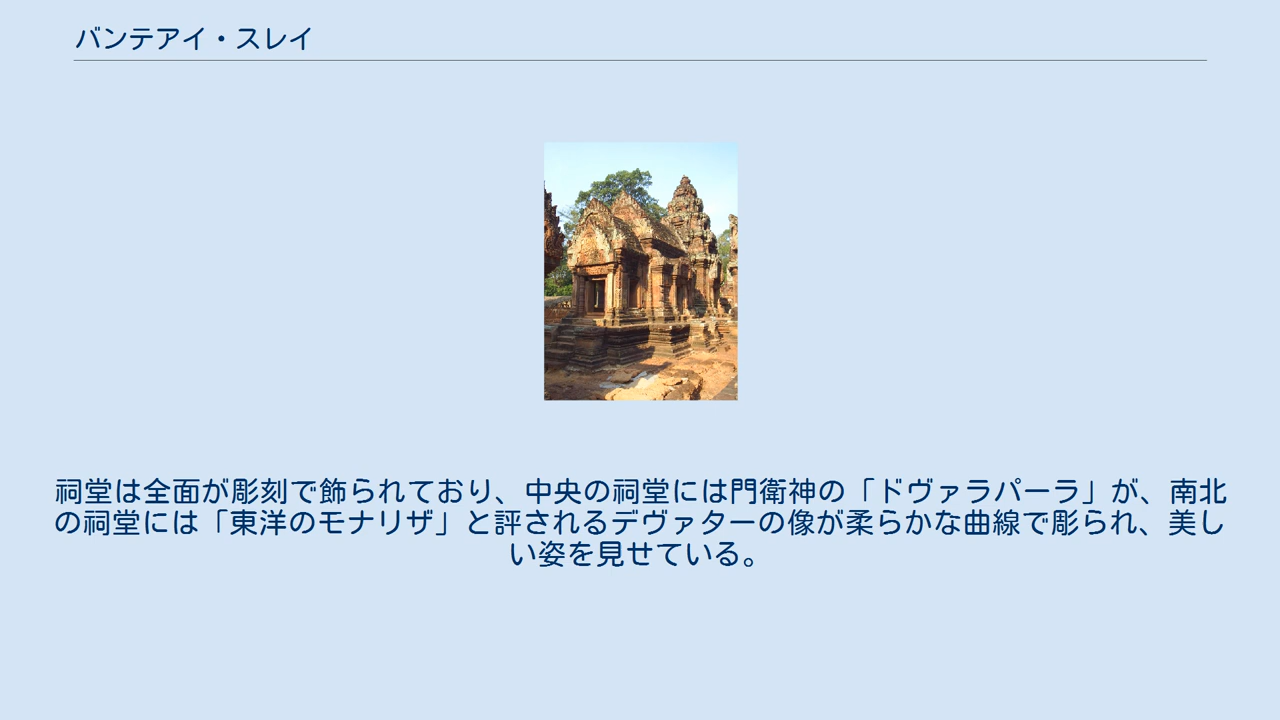 バンテアイ・スレイ
祠堂は全面が彫刻で飾られており、中央の祠堂には門衛神の「ドヴァラパーラ」が、南北
の祠堂には「東洋のモナリザ」と評されるデヴァターの像が柔らかな曲線で彫られ、美し
い姿を見せている。